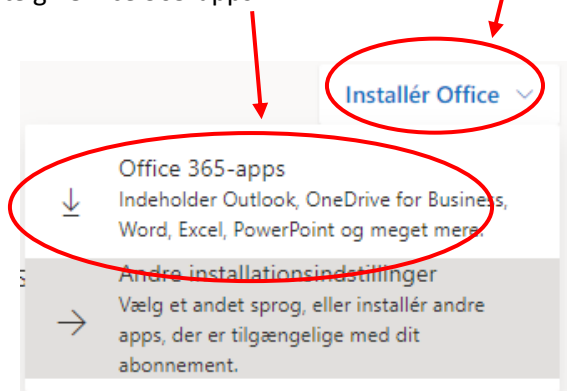 Installér Office
Office 365-apps
Indeholder Outlook, OneDrive for Business,
Word, Excel, PowerPoint og meget mere.
Andre installationsindstillinger
Vælg et andet sprog, eller installér andre
apps, der er tilgængelige med dit
abonnement.